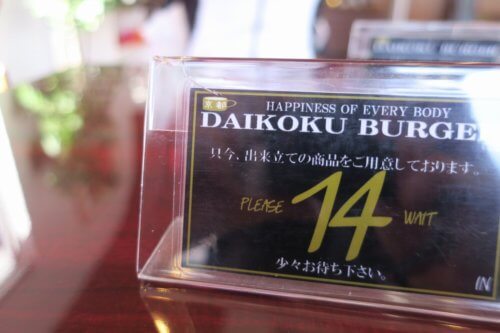 京都
HAPPINESS OF EVERY BODY
DAIKOKU BURGE
只今、出来立ての商品をご用意しております。
PLEASE 14 WAIT
少々お待ち下さい。
IN